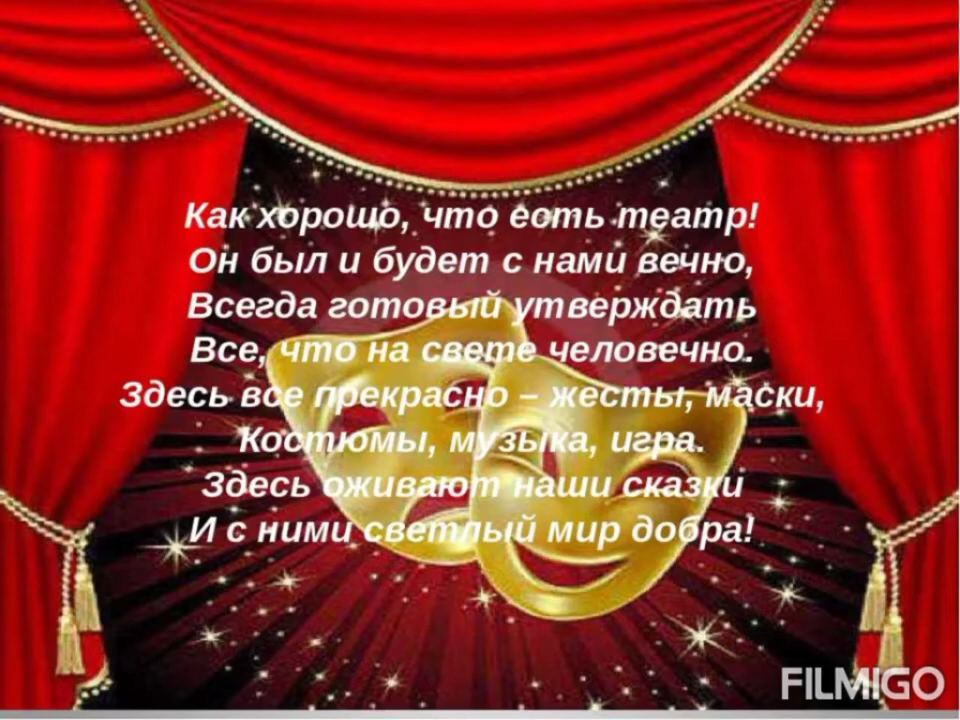 Как хорошо, что есть театр!
Он был и будет с нами вечно,
Всегда готовый утверждать
Все, что на свете человечно.
Здесь все прекрасно – жесты, маски,
Костюмы, музыка, игра.
Здесь оживают наши сказки
И с ними светлый мир добра!
FILMIGO